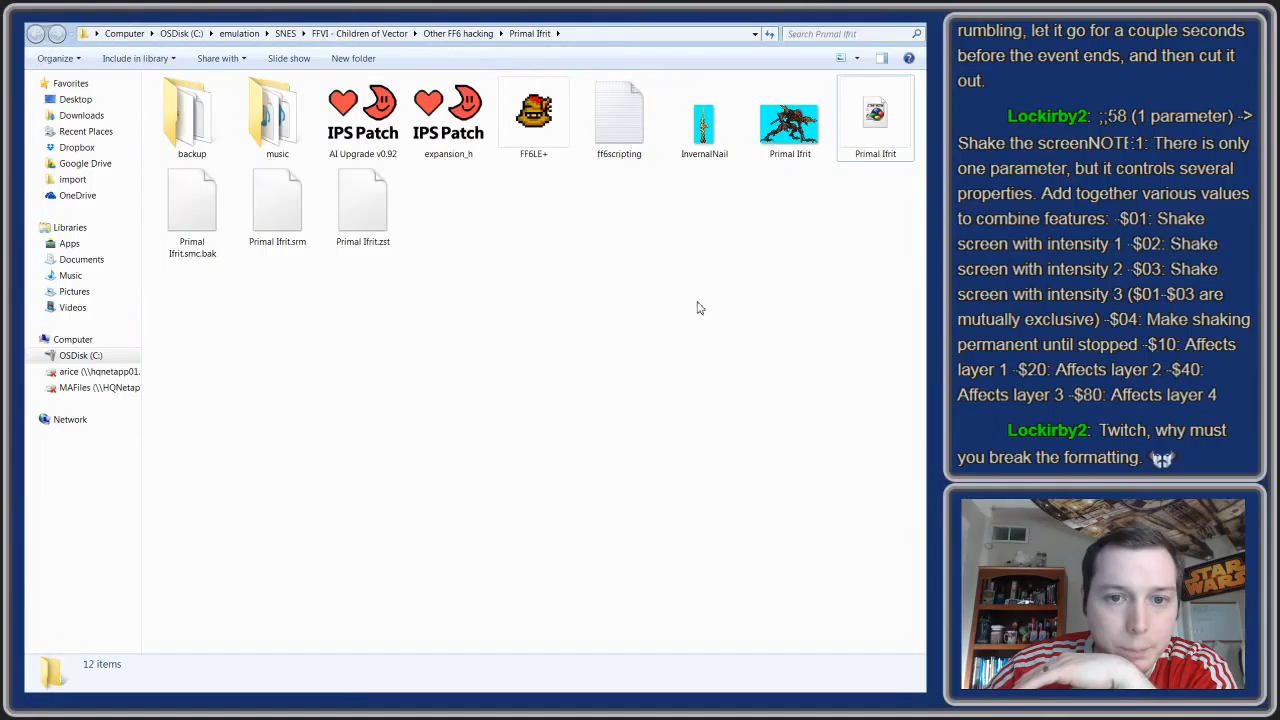 Computer ▸ OSDisk (C:) ▸ emulation ▸ SNES ▸ FFVI - Children of Vector ▸ Other FF6 hacking ▸ Primal Ifrit ▸
Search Primal Ifrit
Organize Include in library Share with Slide show New folder
Favorites
Desktop
Downloads
Recent Places
Dropbox
Google Drive
import
OneDrive
Libraries
Apps
Documents
Music
Pictures
Videos
Computer
OSDisk (C:)
arice (\\hqnetapp01.
MAFiles (\\HQNetap
Network
IPS Patch IPS Patch
backup music AI Upgrade v0.92 expansion_h FF6LE+ ff6scripting InvernalNail Primal Ifrit Primal Ifrit
Primal
Ifrit.smc.bak
Primal Ifrit.srm Primal Ifrit.zst
12 items
rumbling, let it go for a couple seconds
before the event ends, and then cut it
out.
Lockirby2: ;;58 (1 parameter) ->
Shake the screenNOTE:1: There is only
one parameter, but it controls several
properties. Add together various values
to combine features: -$01: Shake
screen with intensity 1 -$02: Shake
screen with intensity 2 -$03: Shake
screen with intensity 3 ($01-$03 are
mutually exclusive) -$04: Make shaking
permanent until stopped -$10: Affects
layer 1 -$20: Affects layer 2 -$40:
Affects layer 3 -$80: Affects layer 4
Lockirby2: Twitch, why must
you break the formatting.
STAR
WARS